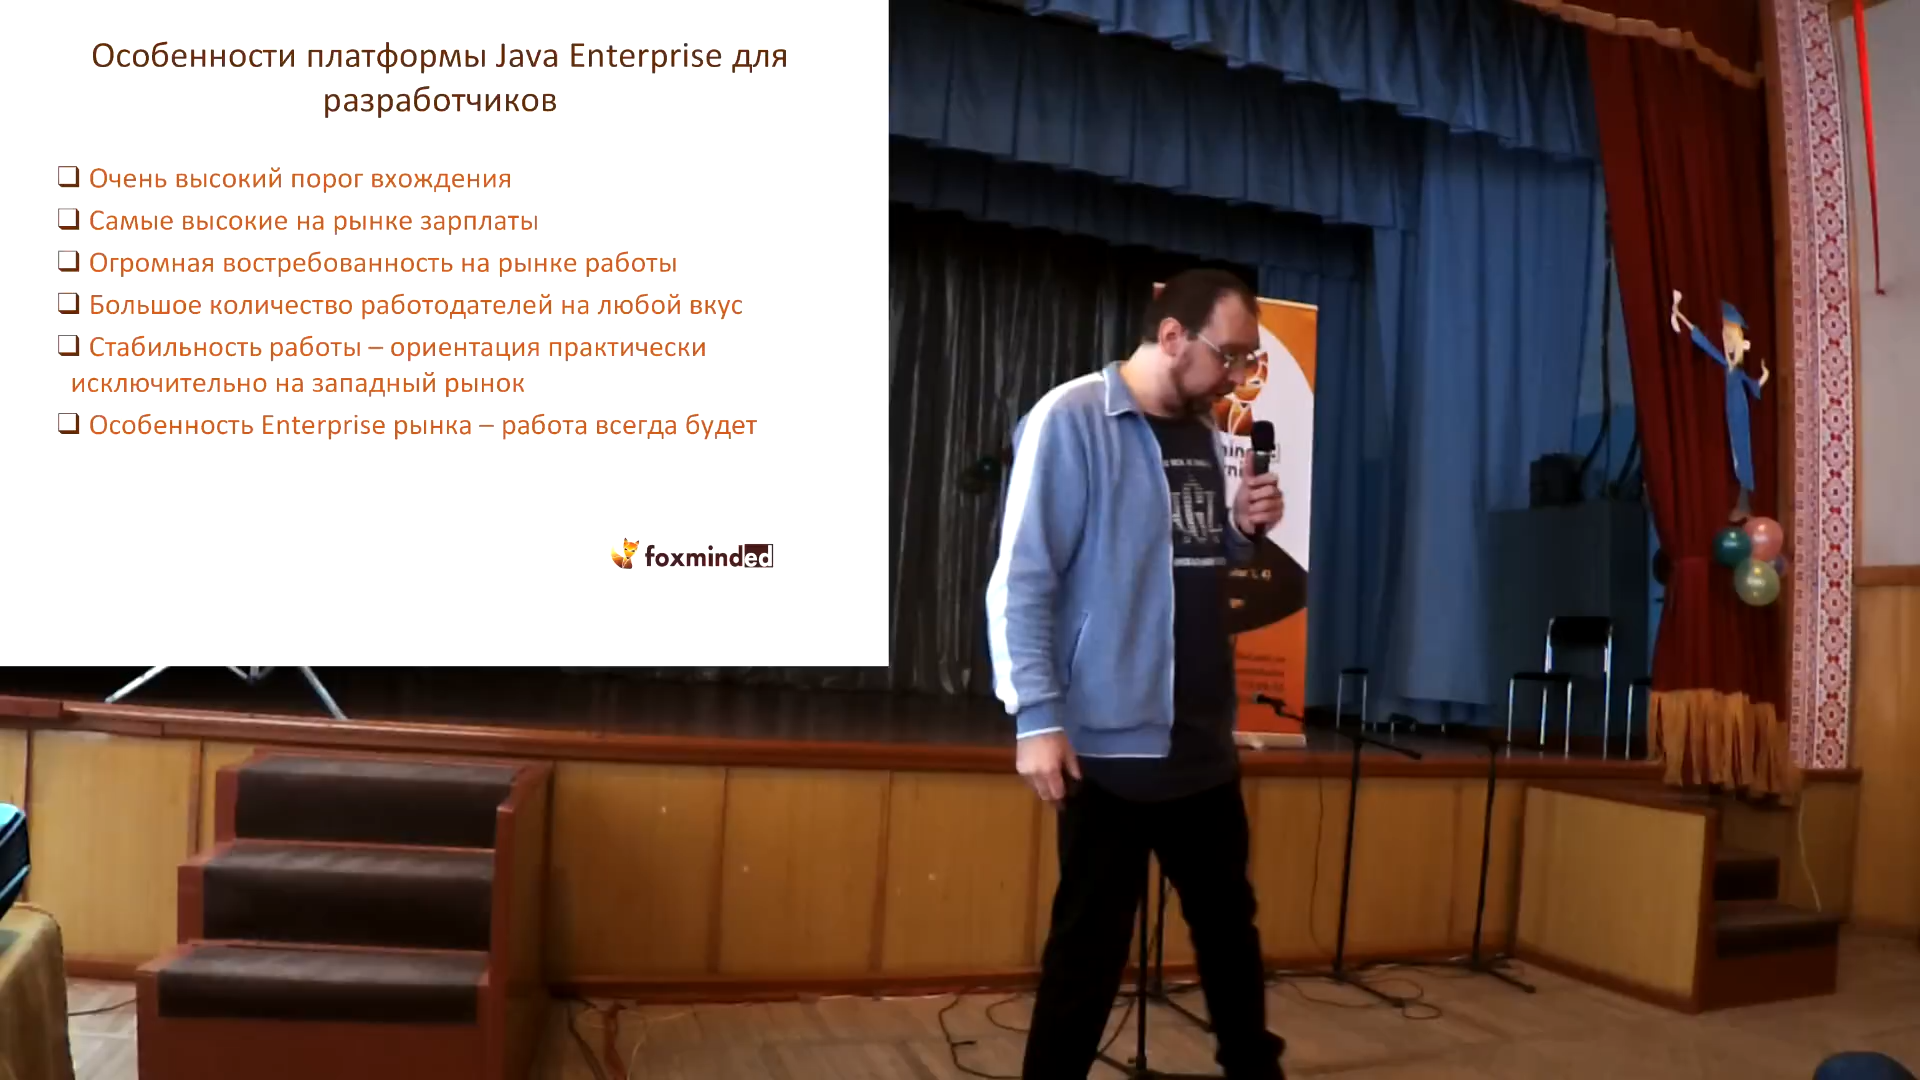 Особенности платформы Java Enterprise для
разработчиков
❑ Очень высокий порог вхождения
❑ Самые высокие на рынке зарплаты
❑ Огромная востребованность на рынке работы
❑ Большое количество работодателей на любой вкус
❑ Стабильность работы – ориентация практически
исключительно на западный рынок
❑ Особенность Enterprise рынка – работа всегда будет
foxminded